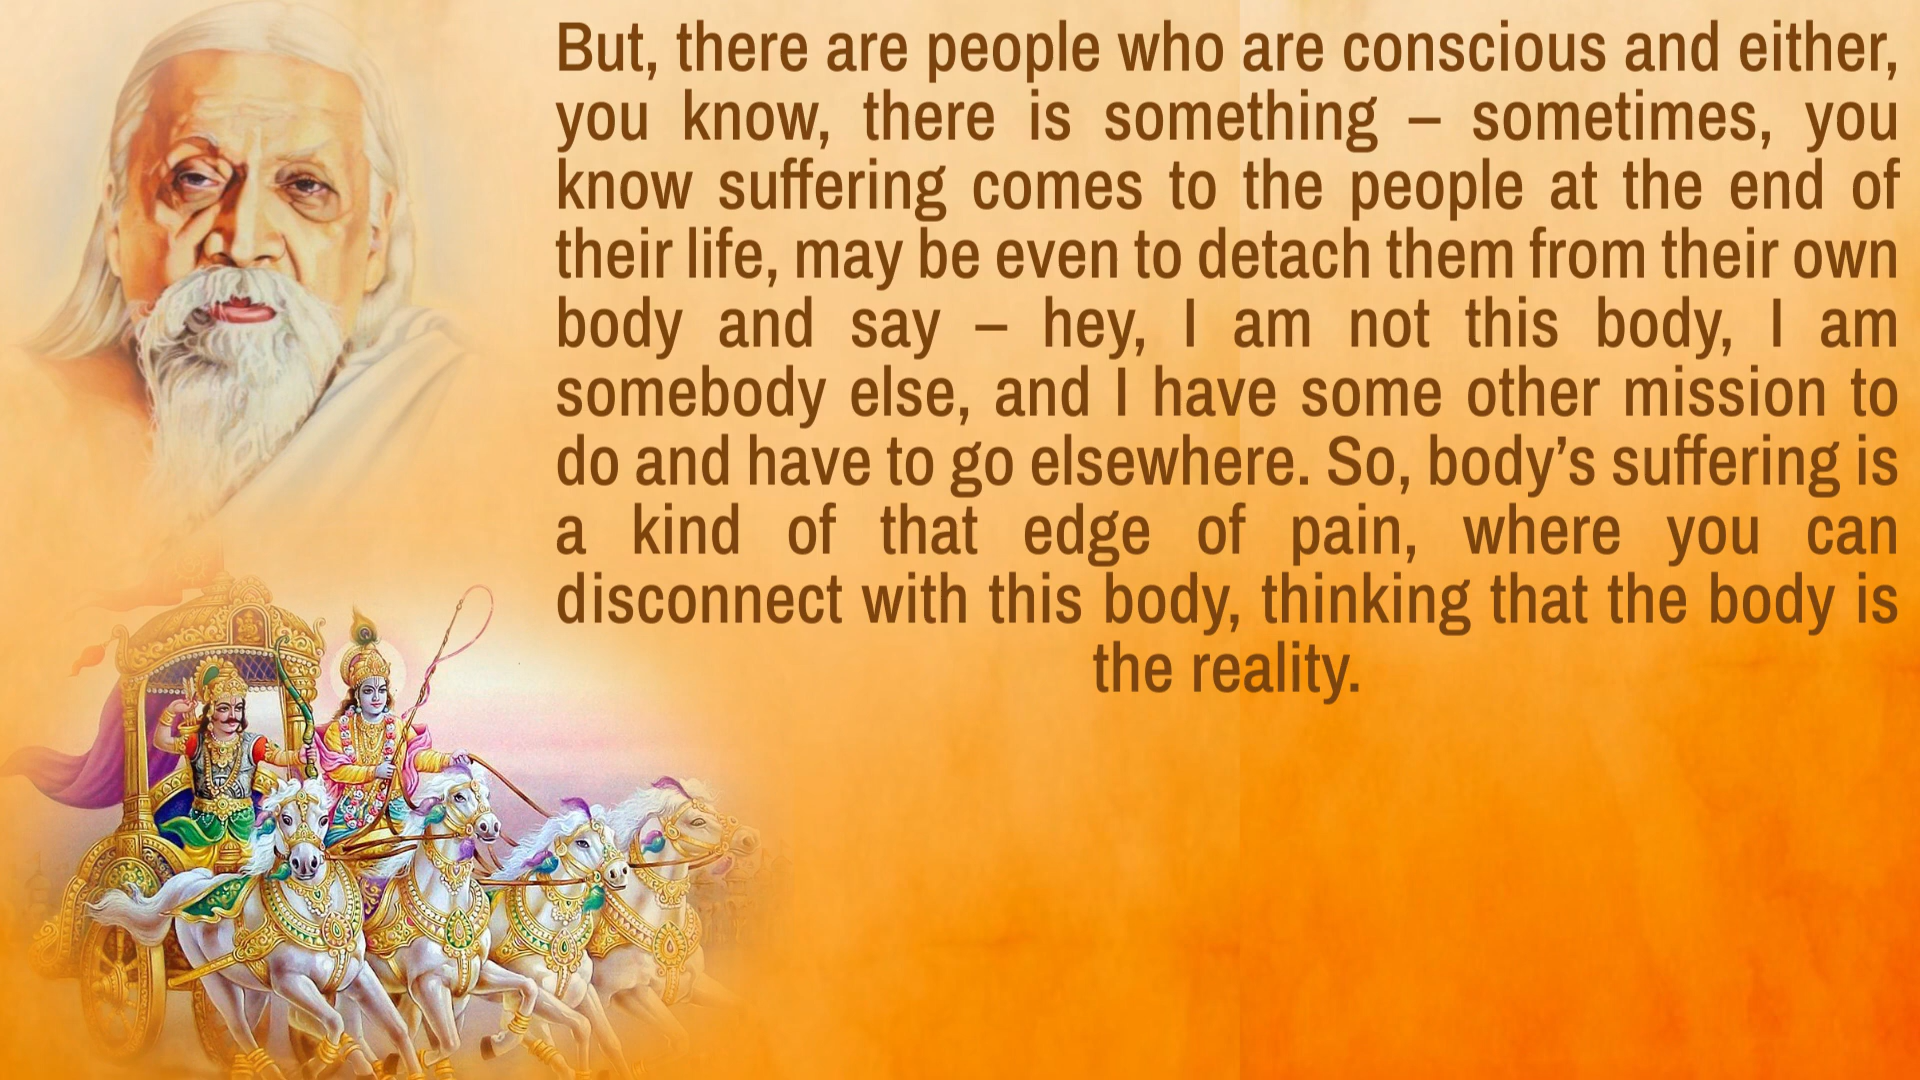 But, there are people who are conscious and either,
you know, there is something – sometimes, you
know suffering comes to the people at the end of
their life, may be even to detach them from their own
body and say – hey, I am not this body, I am
somebody else, and I have some other mission to
do and have to go elsewhere. So, body’s suffering is
a kind of that edge of pain, where you can
disconnect with this body, thinking that the body is
the reality.